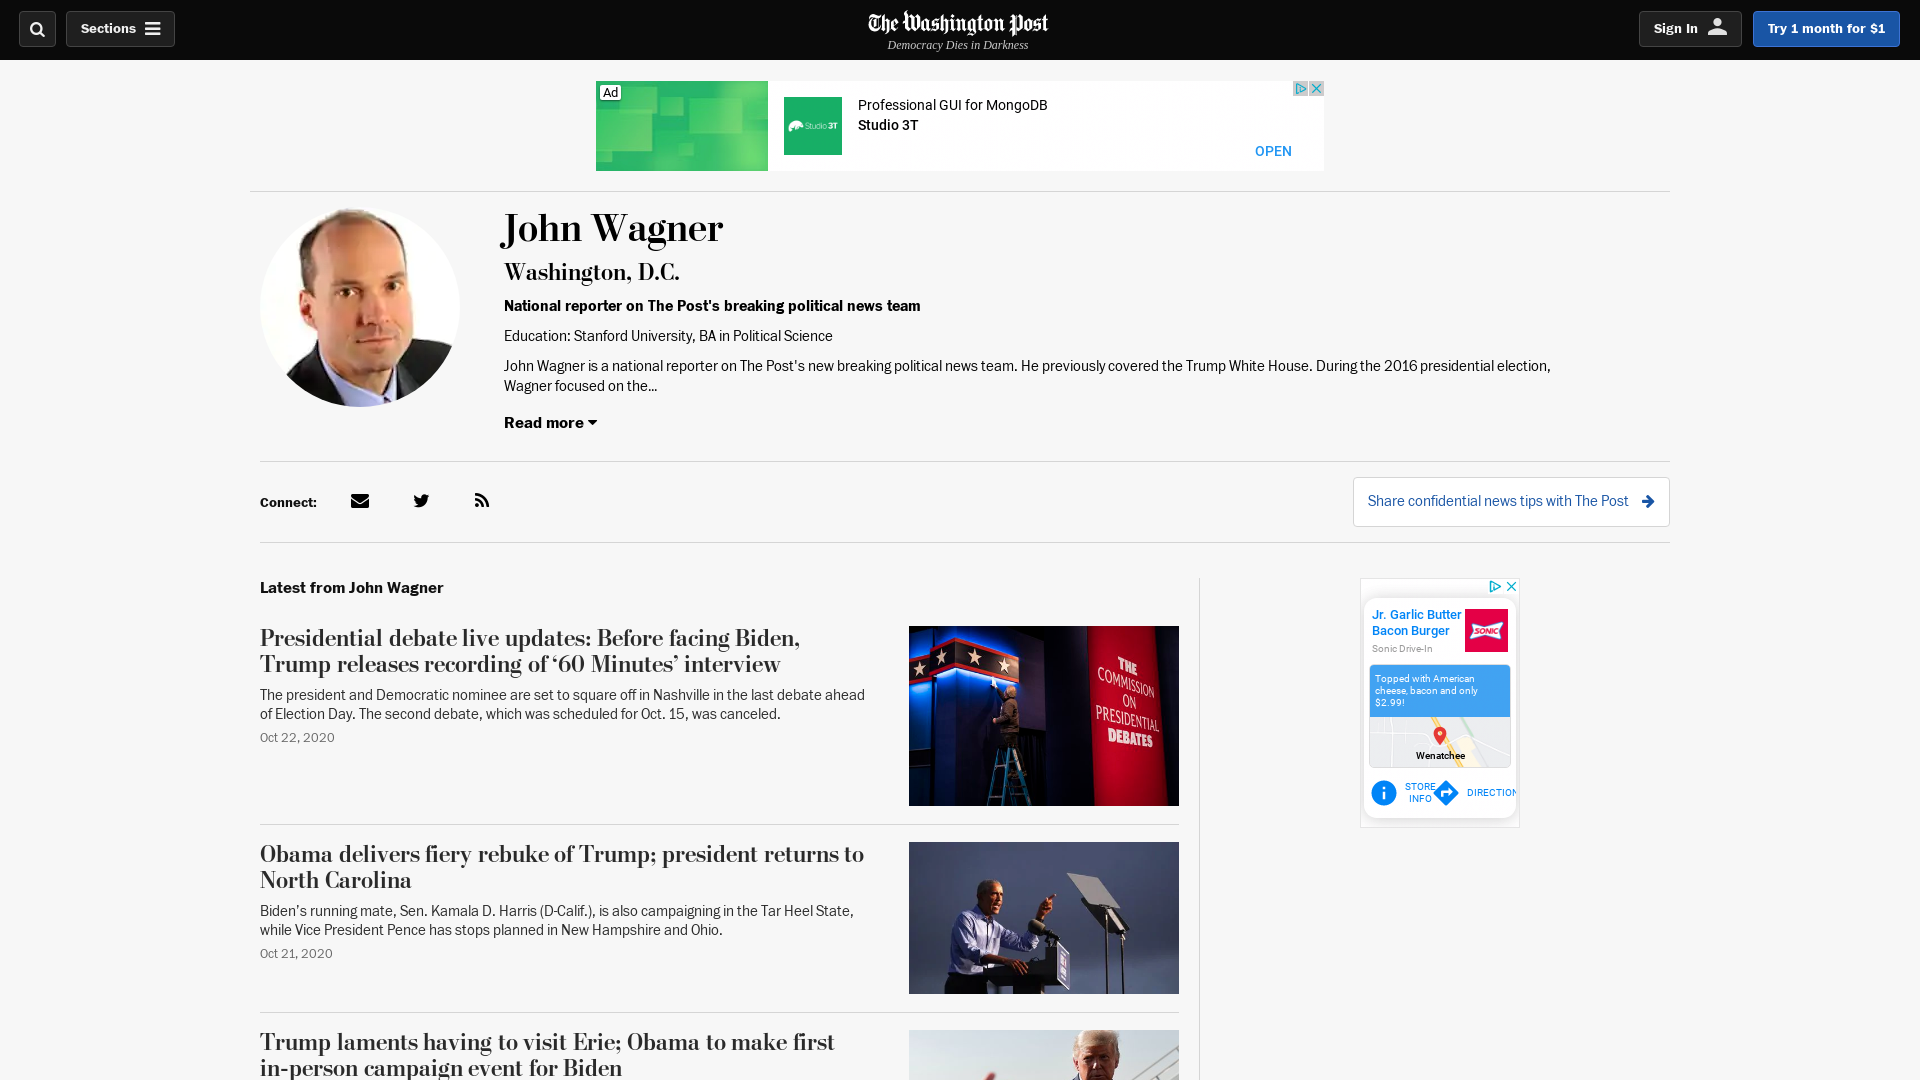 Sections
The Washington Post
Democracy Dies in Darkness
Sign In
Try 1 month for $1
Ad
Studio 3T
Professional GUI for MongoDB
Studio 3T
OPEN
John Wagner
Washington, D.C.
National reporter on The Post's breaking political news team
Education: Stanford University, BA in Political Science
John Wagner is a national reporter on The Post's new breaking political news team. He previously covered the Trump White House. During the 2016 presidential election,
Wagner focused on the...
Read more
Connect:
Share confidential news tips with The Post
Latest from John Wagner
Presidential debate live updates: Before facing Biden,
Trump releases recording of ‘60 Minutes’ interview
The president and Democratic nominee are set to square off in Nashville in the last debate ahead
of Election Day. The second debate, which was scheduled for Oct. 15, was canceled.
Oct 22, 2020
THE
COMMISSION
ON
PRESIDENTIAL
DEBATES
Obama delivers fiery rebuke of Trump; president returns to
North Carolina
Biden’s running mate, Sen. Kamala D. Harris (D-Calif.), is also campaigning in the Tar Heel State,
while Vice President Pence has stops planned in New Hampshire and Ohio.
Oct 21, 2020
Trump laments having to visit Erie; Obama to make first
in-person campaign event for Biden
Jr. Garlic Butter
Bacon Burger
Sonic Drive-In
SONIC
Topped with American
cheese, bacon and only
$2.99!
Wenatchee
STORE
INFO
DIRECTION